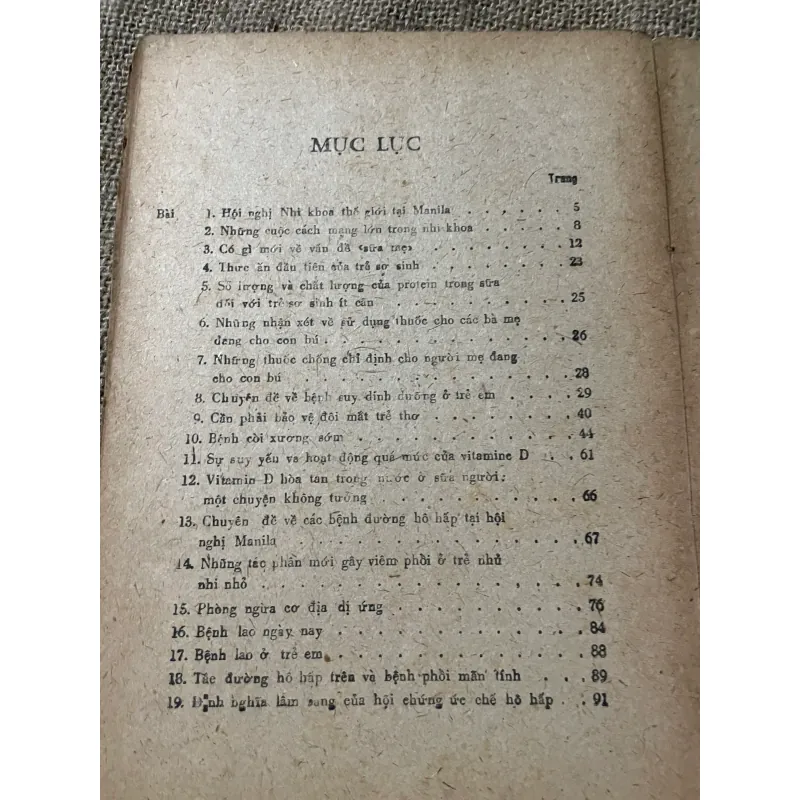 MỤC LỤC
Trang
Bài 1. Hội nghị Nhi khoa thế giới tại Manila . . . . . . 5
2. Những cuộc cách mạng lớn trong nhi khoa . . . . . 8
3. Có gì mới về vấn đề «sữa mẹ» . . . . . . . . 12
4. Thức ăn đầu tiên của trẻ sơ sinh . . . . . . . 23
5. Số lượng và chất lượng của protein trong sữa
đối với trẻ sơ sinh ít cân . . . . . . . . . . 25
6. Những nhận xét về sử dụng thuốc cho các bà mẹ
đang cho con bú . . . . . . . . . . . . . 26
7. Những thuốc chống chỉ định cho người mẹ đang
cho con bú . . . . . . . . . . . . . . 28
8. Chuyên đề về bệnh suy dinh dưỡng ở trẻ em . . . . 29
9. Cần phải bảo vệ đôi mắt trẻ thơ . . . . . . . . 40
10. Bệnh còi xương sớm . . . . . . . . . . . . 44
11. Sự suy yếu và hoạt động quá mức của vitamine D . . 61
12. Vitamin D hòa tan trong nước ở sữa người:
một chuyện không tưởng . . . . . . . . . . 66
13. Chuyên đề về các bệnh đường hô hấp tại hội
nghị Manila . . . . . . . . . . . . . . 67
14. Những tác phần mới gây viêm phổi ở trẻ nhủ
nhi nhỏ . . . . . . . . . . . . . . . . 74
15. Phòng ngừa cơ địa dị ứng . . . . . . . . . . 76
16. Bệnh lao ngày nay . . . . . . . . . . . . . 84
17. Bệnh lao ở trẻ em . . . . . . . . . . . . . 88
18. Tắc đường hô hấp trên và bệnh phổi mãn tính . . . 89
19. Định nghĩa lâm sang của hội chứng ức chế hô hấp . . 91